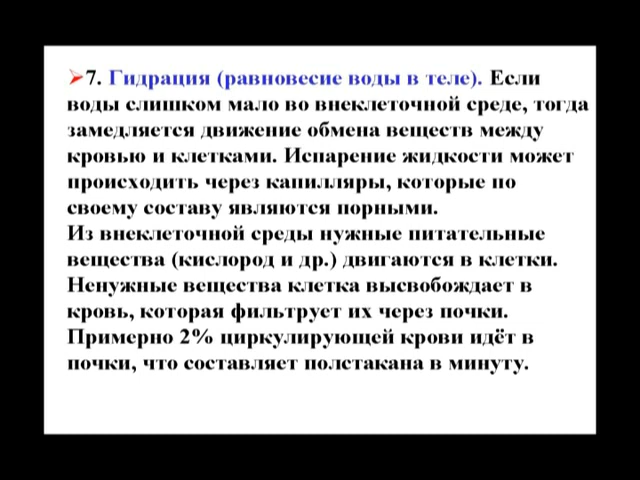 7. Гидрация (равновесие воды в теле). Если
воды слишком мало во внеклеточной среде, тогда
замедляется движение обмена веществ между
кровью и клетками. Испарение жидкости может
происходить через капилляры, которые по
своему составу являются порными.
Из внеклеточной среды нужные питательные
вещества (кислород и др.) двигаются в клетки.
Ненужные вещества клетка высвобождает в
кровь, которая фильтрует их через почки.
Примерно 2% циркулирующей крови идёт в
почки, что составляет полстакана в минуту.